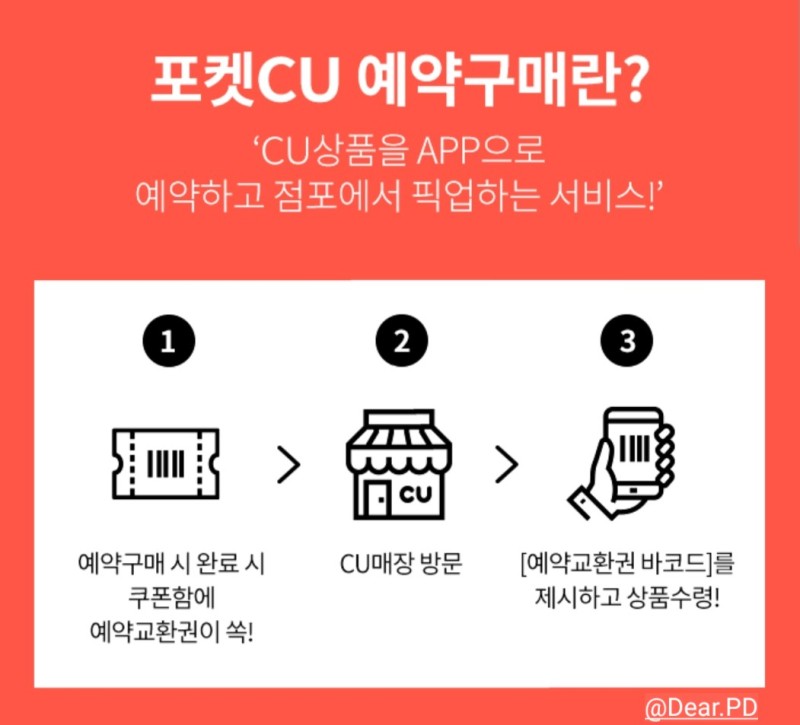 포켓CU 예약구매란?
‘CU상품을 APP으로
예약하고 점포에서 픽업하는 서비스!’
1
2
3
CU
예약구매 시 완료 시
쿠폰함에
예약교환권이 쏙!
CU매장 방문
[예약교환권 바코드]를
제시하고 상품수령!
@Dear.PD